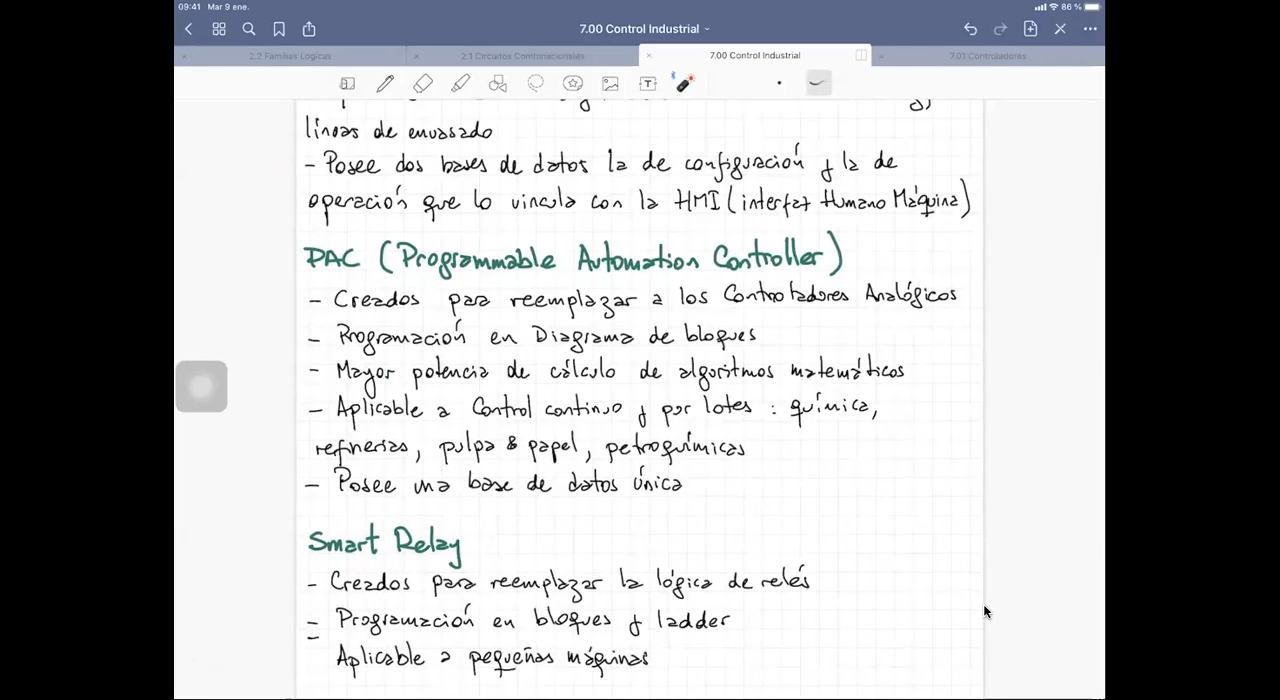 09:41 Mar 9 ene.
86 %
7.00 Control Industrial
2.2 Familias Logicas
2.1 Circuitos Combinacionales
7.00 Control Industrial
7.01 Controladores
líneas de envasado
- Posee dos bases de datos la de configuración y la de
operación que lo vincula con la HMI (interfaz Humano Máquina)
PAC (Programmable Automation Controller)
- Creados para reemplazar a los Controladores Analógicos
- Programación en Diagrama de bloques
- Mayor potencia de cálculo de algoritmos matemáticos
- Aplicable a Control continuo y por lotes : química,
refinerias, pulpa & papel, petroquímicas
- Posee una base de datos única
Smart Relay
- Creados para reemplazar la lógica de relés
- Programación en bloques y ladder
- Aplicable a pequeñas máquinas